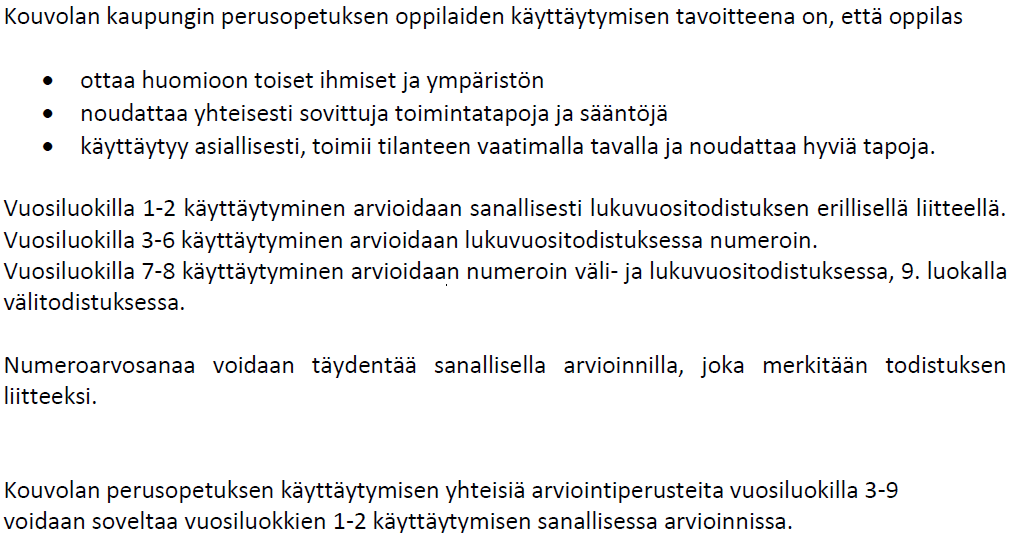 Kouvolan kaupungin perusopetuksen oppilaiden käyttäytymisen tavoitteena on, että oppilas
• ottaa huomioon toiset ihmiset ja ympäristön
• noudattaa yhteisesti sovittuja toimintatapoja ja sääntöjä
• käyttäytyy asiallisesti, toimii tilanteen vaatimalla tavalla ja noudattaa hyviä tapoja.
Vuosiluokilla 1-2 käyttäytyminen arvioidaan sanallisesti lukuvuositodistuksen erillisellä liitteellä.
Vuosiluokilla 3-6 käyttäytyminen arvioidaan lukuvuositodistuksessa numeroin.
Vuosiluokilla 7-8 käyttäytyminen arvioidaan numeroin väli- ja lukuvuositodistuksessa, 9. luokalla
välitodistuksessa.
Numeroarvosanaa voidaan täydentää sanallisella arvioinnilla, joka merkitään todistuksen
liitteeksi.
Kouvolan perusopetuksen käyttäytymisen yhteisiä arviointiperusteita vuosiluokilla 3-9
voidaan soveltaa vuosiluokkien 1-2 käyttäytymisen sanallisessa arvioinnissa.